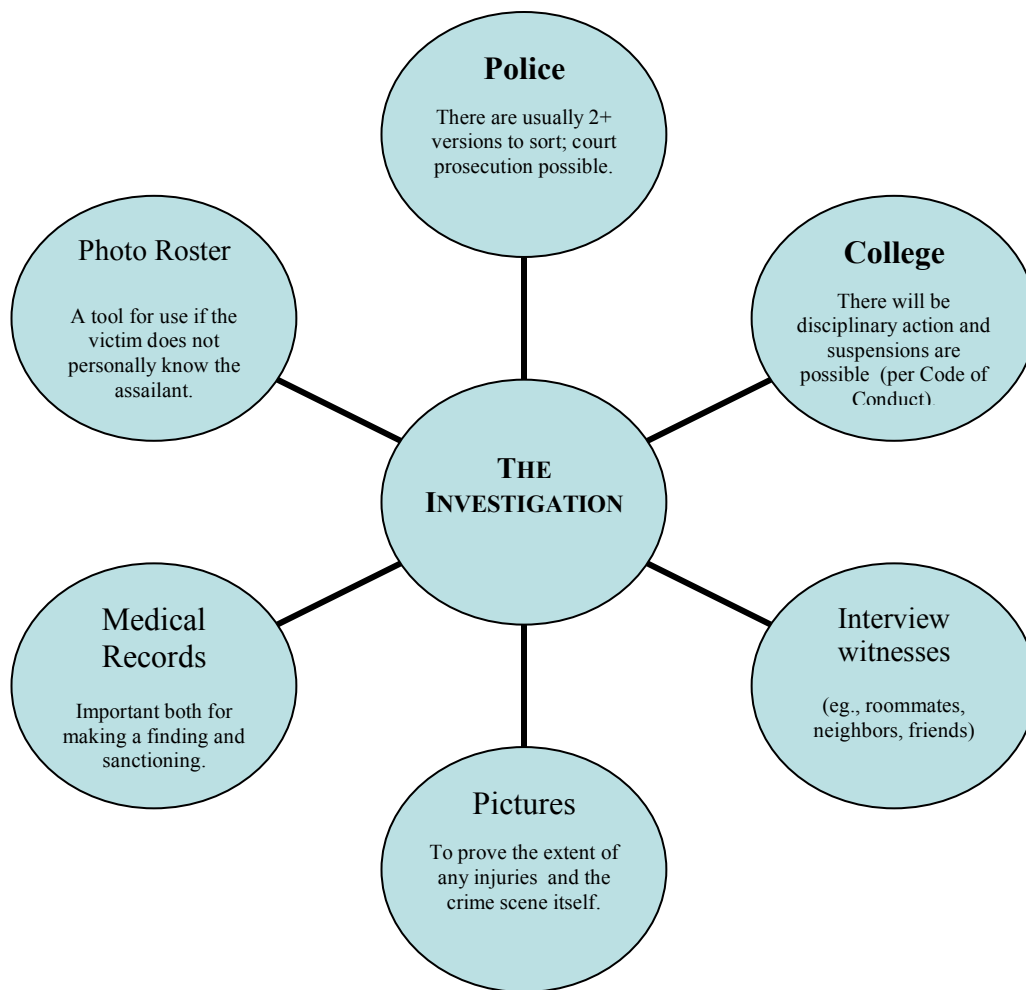 Police
There are usually 2+
versions to sort; court
prosecution possible.
Photo Roster
A tool for use if the
victim does not
personally know the
assailant.
College
There will be
disciplinary action and
suspensions are
possible (per Code of
Conduct)
THE
INVESTIGATION
Medical
Records
Important both for
making a finding and
sanctioning.
Interview
witnesses
(eg., roommates,
neighbors, friends)
Pictures
To prove the extent of
any injuries and the
crime scene itself.